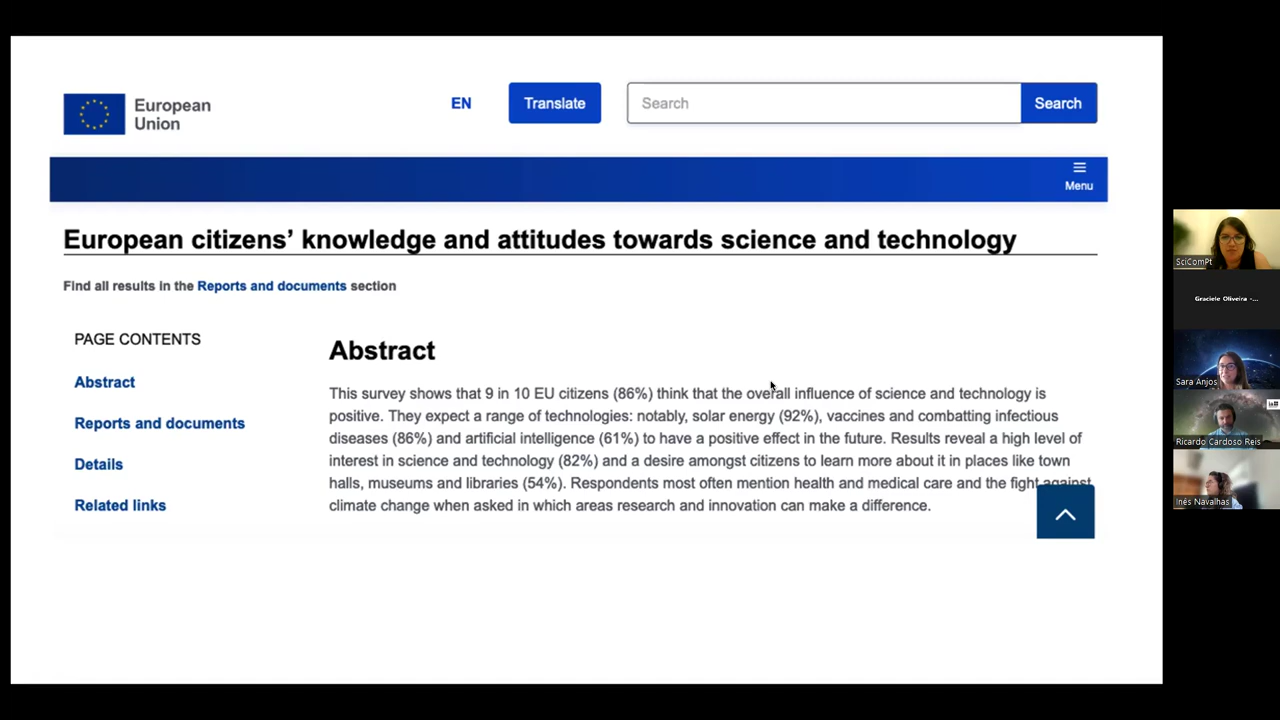 European
Union
EN
Translate
Search
Search
Menu
European citizens’ knowledge and attitudes towards science and technology
Find all results in the Reports and documents section
PAGE CONTENTS
Abstract
Reports and documents
Details
Related links
Abstract
This survey shows that 9 in 10 EU citizens (86%) think that the overall influence of science and technology is
positive. They expect a range of technologies: notably, solar energy (92%), vaccines and combatting infectious
diseases (86%) and artificial intelligence (61%) to have a positive effect in the future. Results reveal a high level of
interest in science and technology (82%) and a desire amongst citizens to learn more about it in places like town
halls, museums and libraries (54%). Respondents most often mention health and medical care and the fight against
climate change when asked in which areas research and innovation can make a difference.
SciComPt
Graciele Oliveira -...
Sara Anjos
Ricardo Cardoso Reis
Inês Navalhas